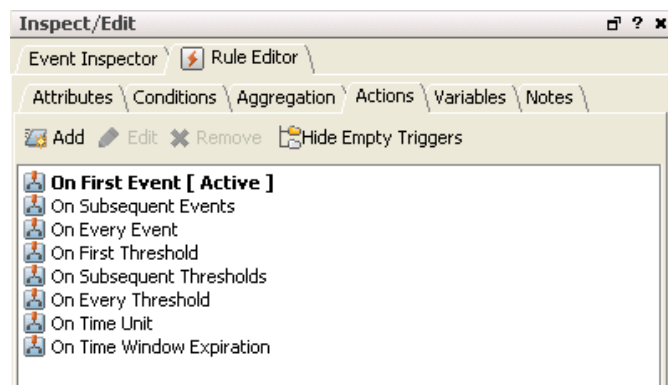 Inspect/Edit ?
Event Inspector Rule Editor
Attributes Conditions Aggregation Actions Variables Notes
Add Edit Remove Hide Empty Triggers
On First Event [ Active ]
On Subsequent Events
On Every Event
On First Threshold
On Subsequent Thresholds
On Every Threshold
On Time Unit
On Time Window Expiration